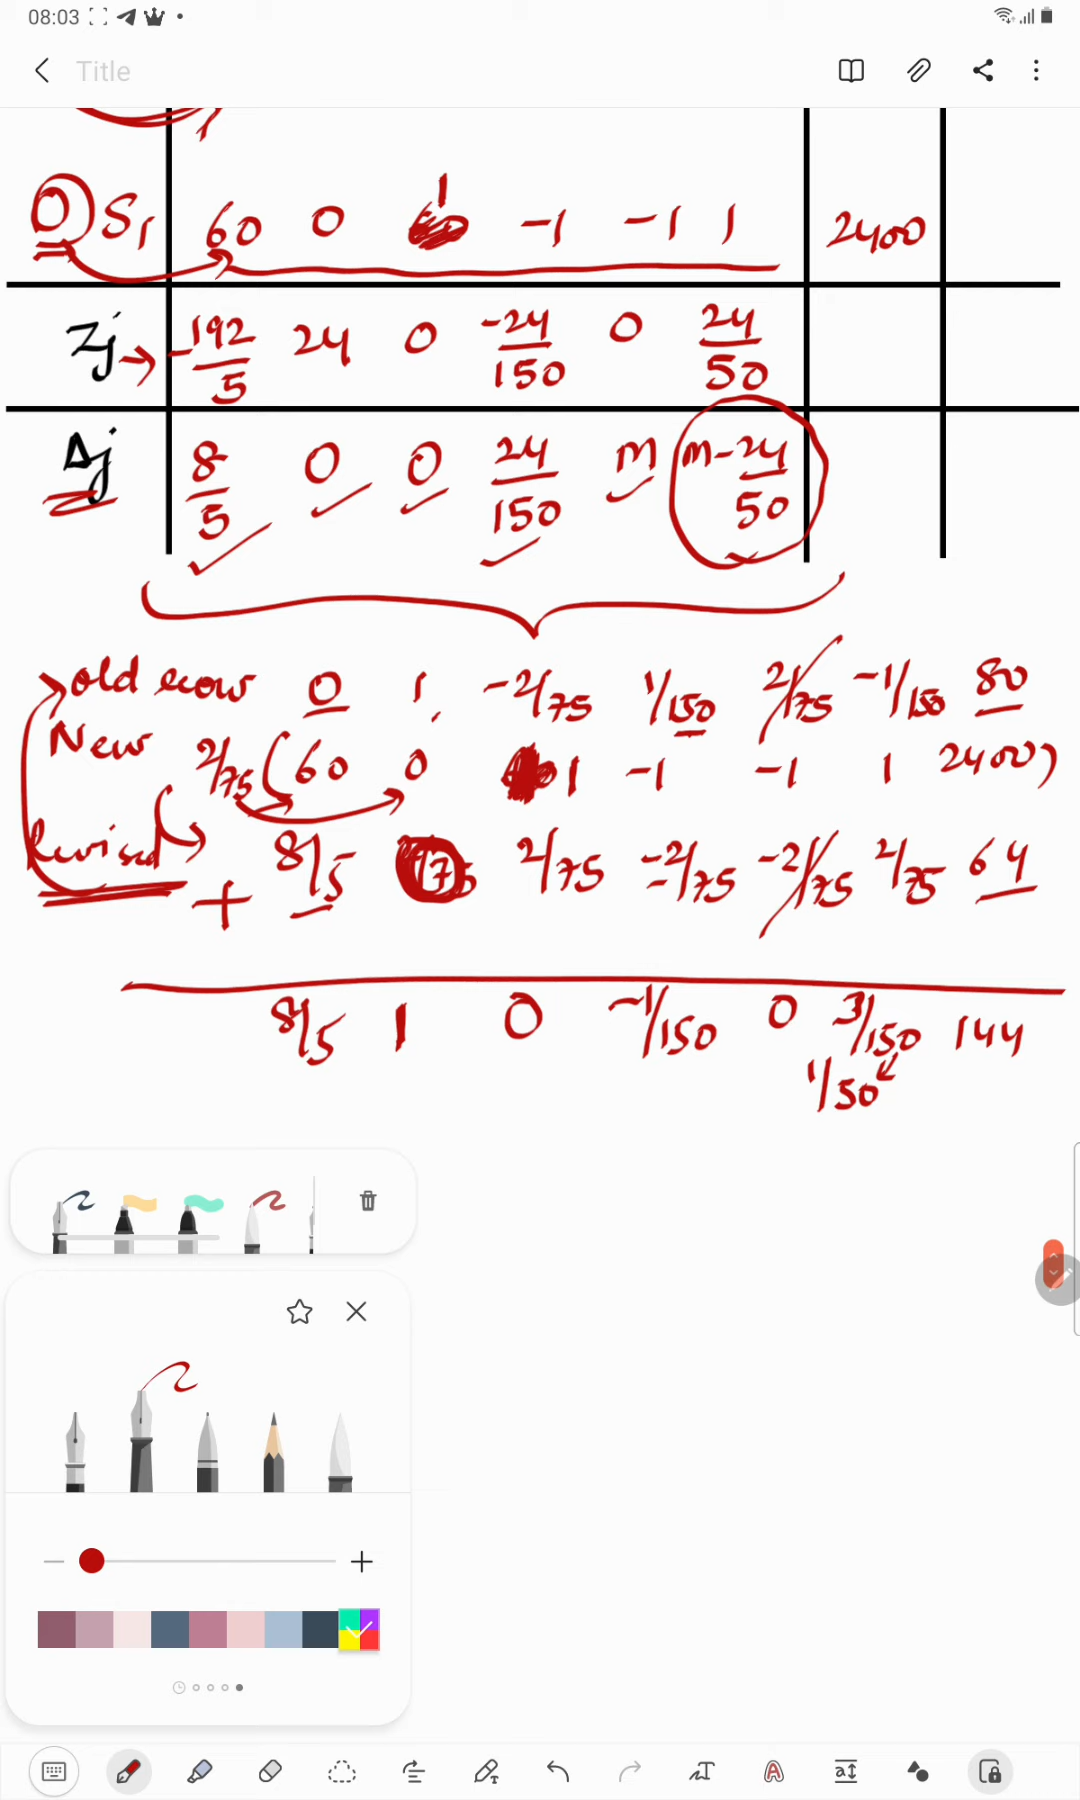 08:03
Title
0 S1 60 0 1 -1 -1 1 2400
Zj → -192/5 24 0 -24/150 0 24/50
Δj 8/5 0 0 24/150 m m-24/50
old row 0 1 -2/75 1/150 2/75 -1/150 80
New 2/75 (60 0 1 -1 -1 1 2400)
Revised + 8/5 2/75 -2/75 -2/75 2/75 64
8/5 1 0 -1/150 0 3/150 144
1/50